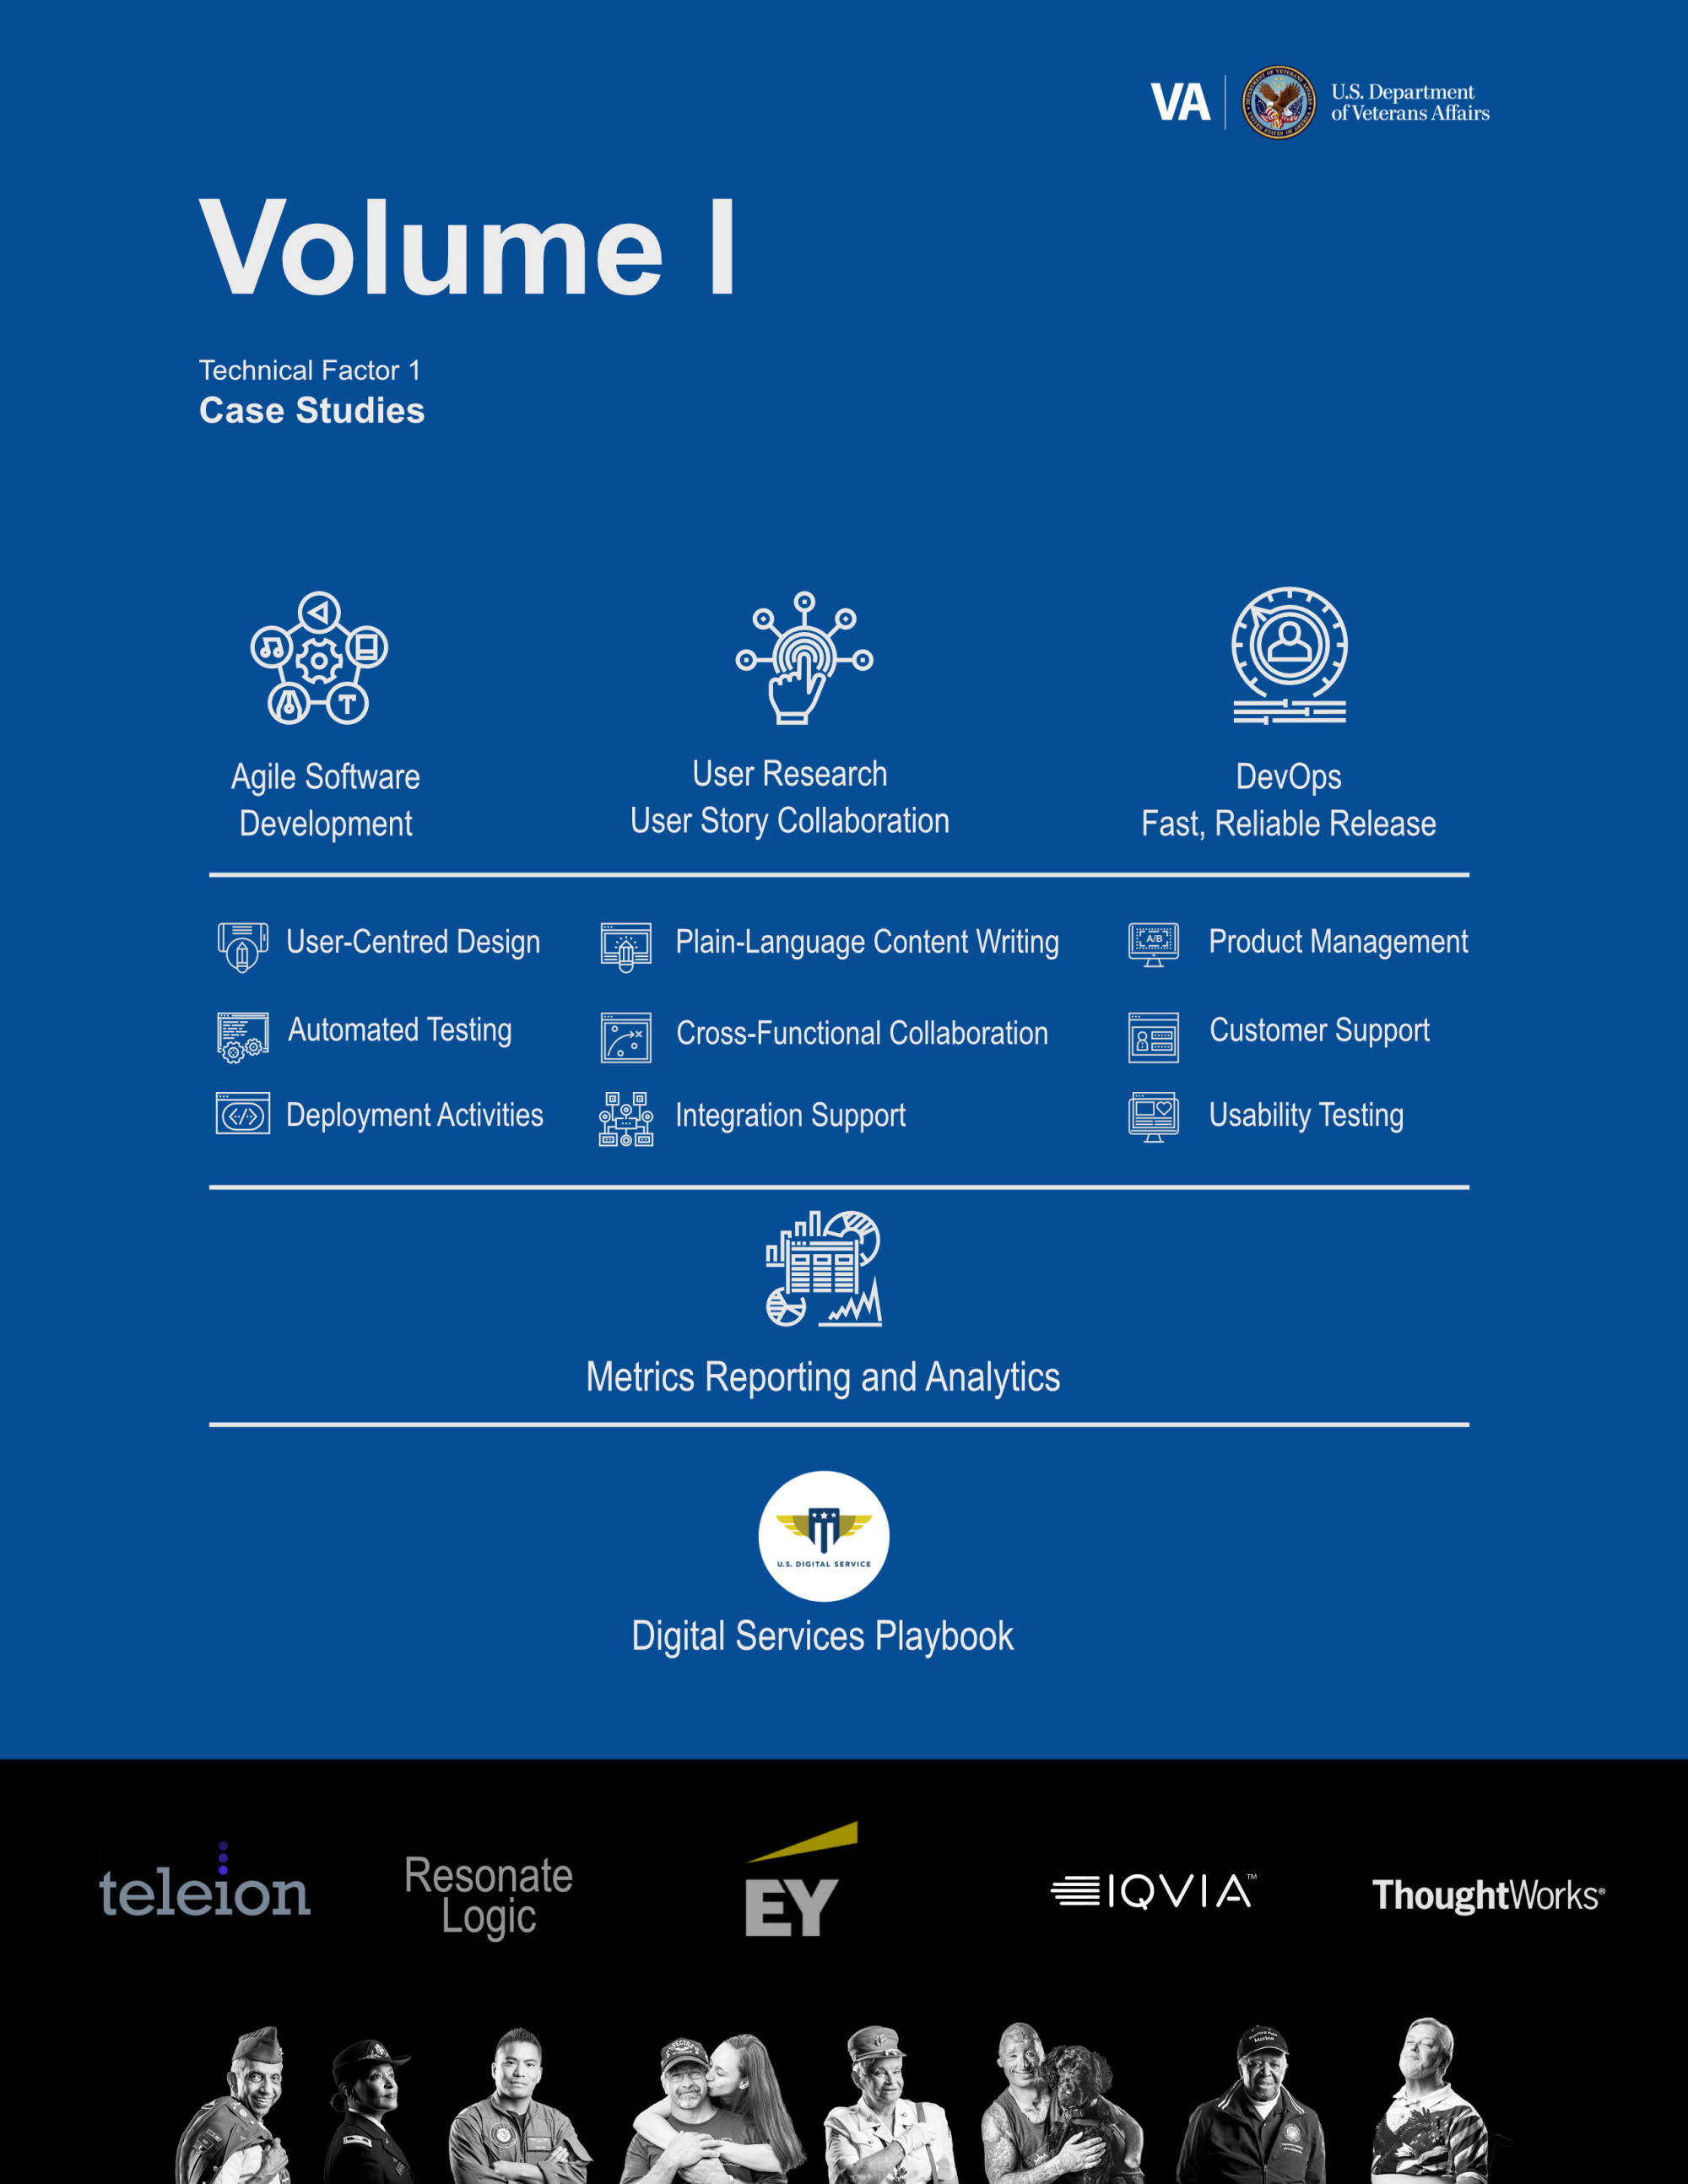 VA
U.S. Department
of Veterans Affairs
Volume I
Technical Factor 1
Case Studies
Agile Software
Development
User Research
User Story Collaboration
DevOps
Fast, Reliable Release
User-Centred Design
Plain-Language Content Writing
Product Management
A/B
Automated Testing
Cross-Functional Collaboration
Customer Support
Deployment Activities
Integration Support
Usability Testing
Metrics Reporting and Analytics
U.S. DIGITAL SERVICE
Digital Services Playbook
teleion
Resonate
Logic
EY
IQVIA™
ThoughtWorks®